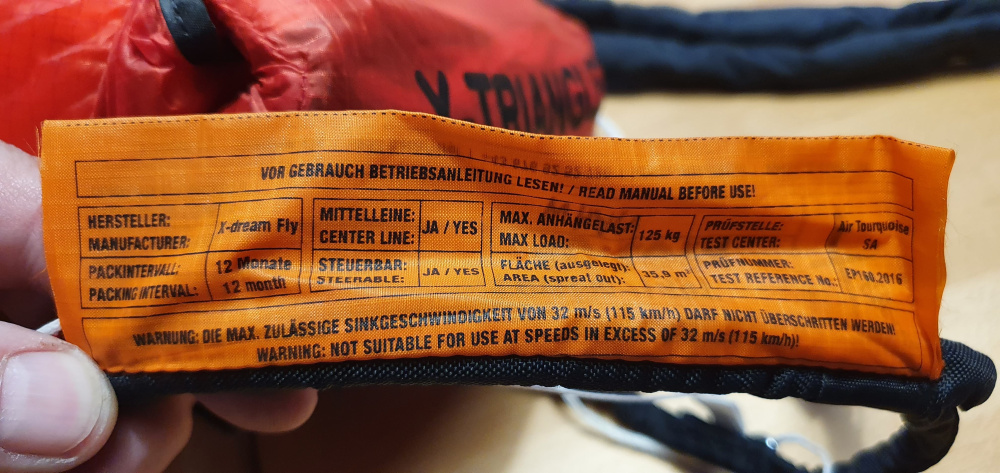 X-TRIANGLE
VOR GEBRAUCH BETRIEBSANLEITUNG LESEN! / READ MANUAL BEFORE USE!
HERSTELLER:
MANUFACTURER:
X-dream Fly
PACKINTERVALL:
PACKING INTERVAL:
12 Monate
12 month
MITTELLEINE:
CENTER LINE:
JA / YES
STEUERBAR:
STEERABLE:
JA / YES
MAX. ANHÄNGELAST:
MAX LOAD:
125 kg
FLÄCHE (ausgelegt):
AREA (spreat out):
35,9 m²
PRÜFSTELLE:
TEST CENTER:
Air Tourquoise
SA
PRÜFNUMMER:
TEST REFERENCE No.:
EP160.2016
WARNUNG: DIE MAX. ZULÄSSIGE SINKGESCHWINDIGKEIT VON 32 m/s (115 km/h) DARF NICHT ÜBERSCHRITTEN WERDEN!
WARNING: NOT SUITABLE FOR USE AT SPEEDS IN EXCESS OF 32 m/s (115 km/h)!